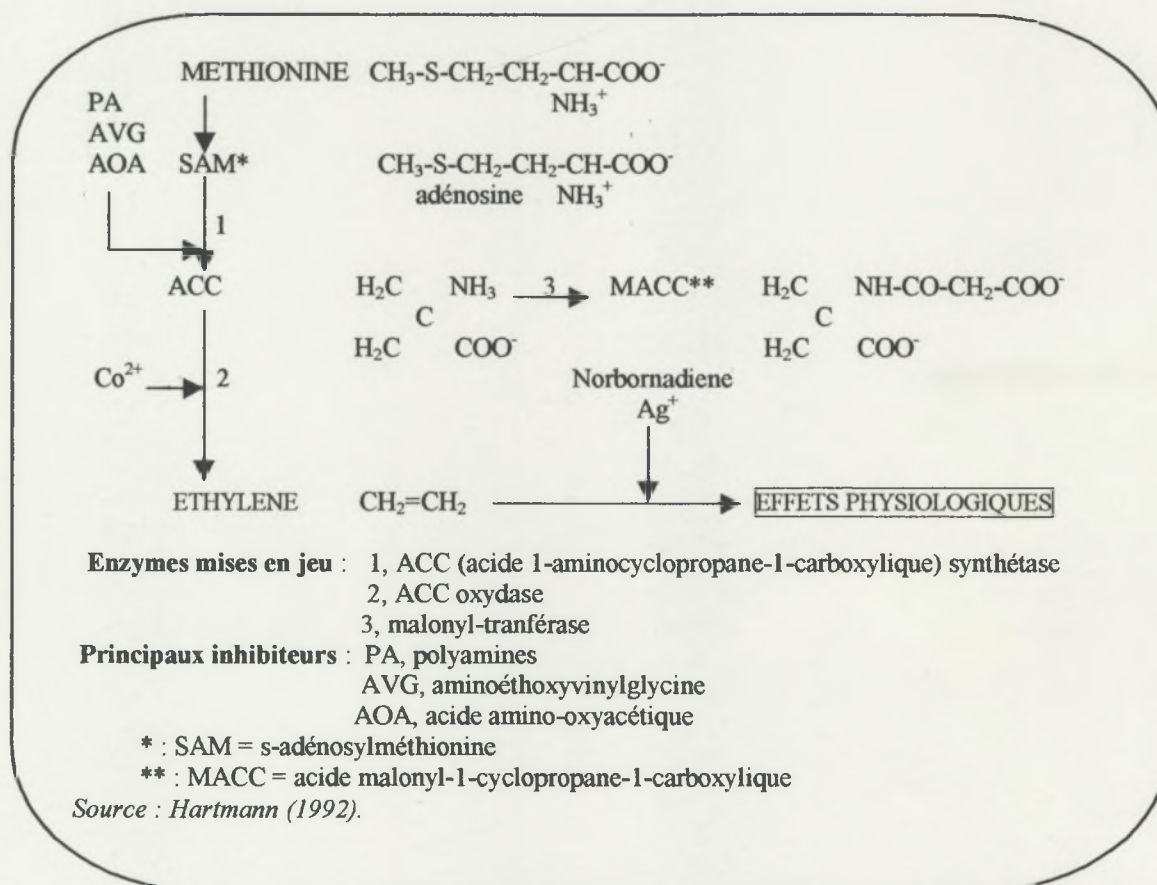 METHIONINE CH₃-S-CH₂-CH₂-CH-COO⁻
NH₃⁺
PA
AVG
AOA SAM* CH₃-S-CH₂-CH₂-CH-COO⁻
adénosine NH₃⁺
1
ACC H₂C NH₃ 3 MACC** H₂C NH-CO-CH₂-COO⁻
C C
H₂C COO⁻ H₂C COO⁻
Co²⁺ 2 Norbornadiene
Ag⁺
ETHYLENE CH₂=CH₂ EFFETS PHYSIOLOGIQUES
Enzymes mises en jeu : 1, ACC (acide 1-aminocyclopropane-1-carboxylique) synthétase
2, ACC oxydase
3, malonyl-tranférase
Principaux inhibiteurs : PA, polyamines
AVG, aminoéthoxyvinylglycine
AOA, acide amino-oxyacétique
* : SAM = s-adénosylméthionine
** : MACC = acide malonyl-1-cyclopropane-1-carboxylique
Source : Hartmann (1992).